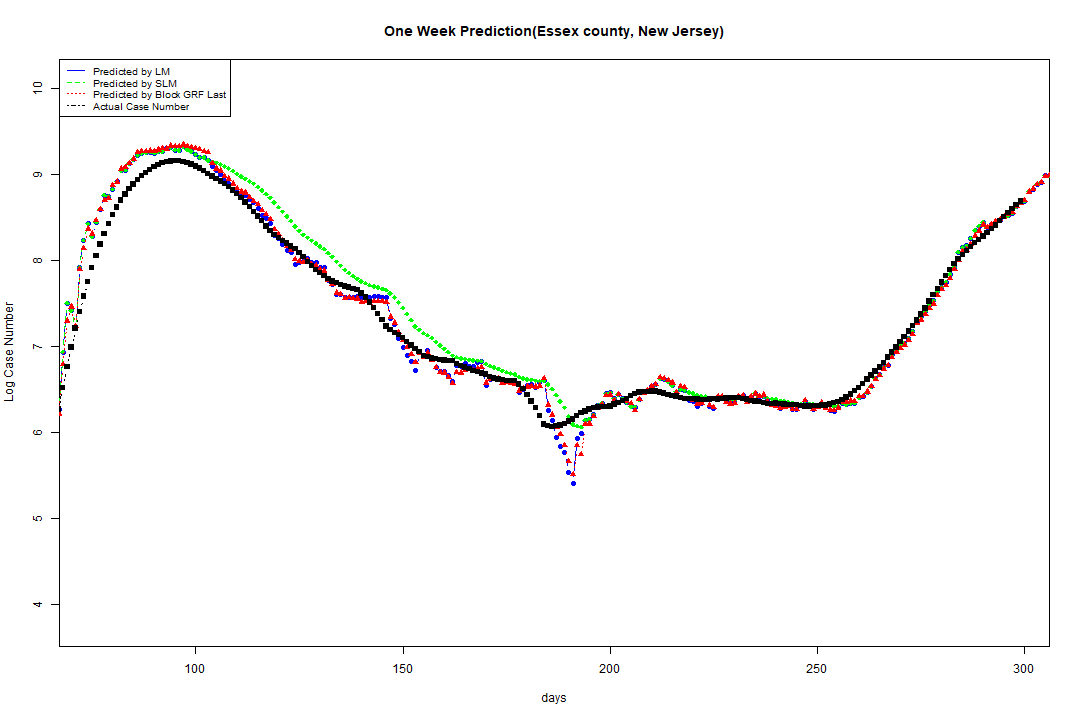 One Week Prediction(Essex county, New Jersey)
Predicted by LM
Predicted by SLM
Predicted by Block GRF Last
Actual Case Number
Log Case Number
10
9
8
7
6
5
4
100 150 200 250 300
days